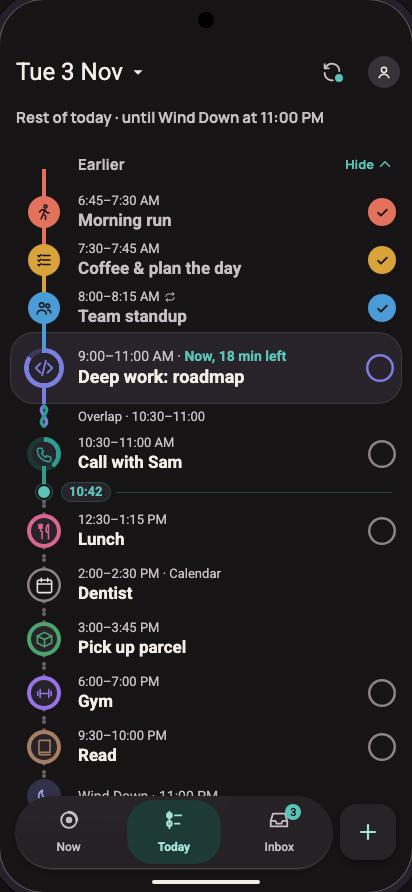 Tue 3 Nov
Rest of today · until Wind Down at 11:00 PM
Earlier
Hide
6:45–7:30 AM
Morning run
7:30–7:45 AM
Coffee & plan the day
8:00–8:15 AM
Team standup
9:00–11:00 AM · Now, 18 min left
Deep work: roadmap
Overlap · 10:30–11:00
10:30–11:00 AM
Call with Sam
10:42
12:30–1:15 PM
Lunch
2:00–2:30 PM · Calendar
Dentist
3:00–3:45 PM
Pick up parcel
6:00–7:00 PM
Gym
9:30–10:00 PM
Read
Wind Down · 11:00 PM
3
Now
Today
Inbox